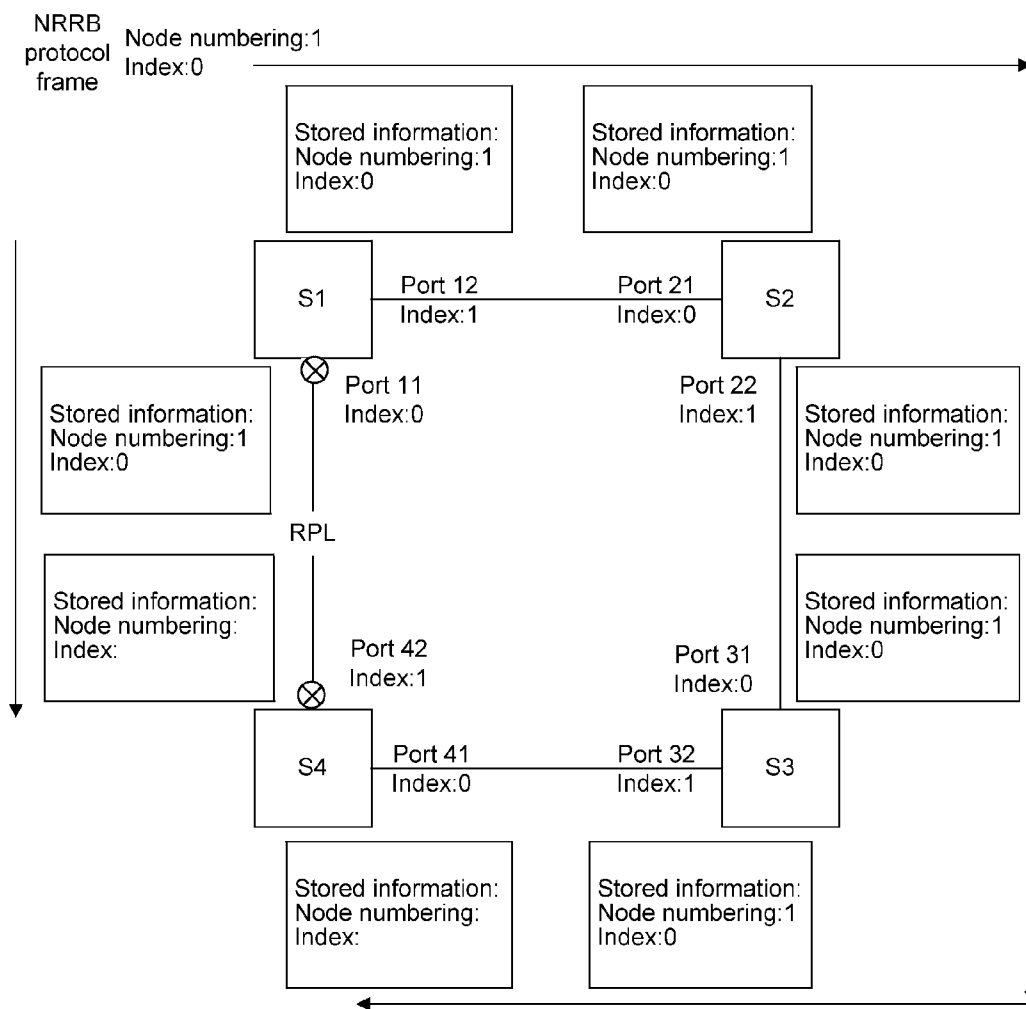 NRRB
protocol
frame
Node numbering:1
Index:0
Stored information:
Node numbering:1
Index:0
Stored information:
Node numbering:1
Index:0
S1
Port 12
Index:1
Port 21
Index:0
S2
Port 11
Index:0
Port 22
Index:1
Stored information:
Node numbering:1
Index:0
Stored information:
Node numbering:1
Index:0
RPL
Stored information:
Node numbering:
Index:
Port 42
Index:1
Port 31
Index:0
Stored information:
Node numbering:1
Index:0
S4
Port 41
Index:0
Port 32
Index:1
S3
Stored information:
Node numbering:
Index:
Stored information:
Node numbering:1
Index:0